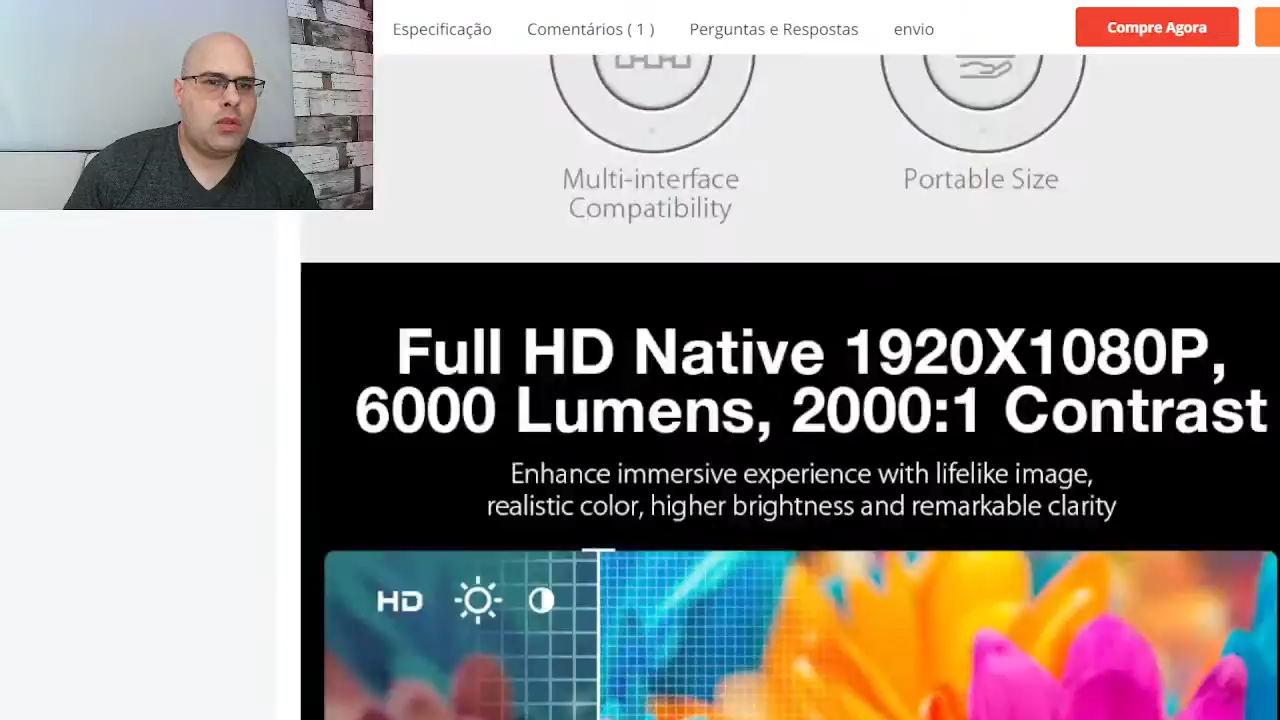 Especificação Comentários ( 1 ) Perguntas e Respostas envio Compre Agora
Multi-interface
Compatibility
Portable Size
Full HD Native 1920X1080P,
6000 Lumens, 2000:1 Contrast
Enhance immersive experience with lifelike image,
realistic color, higher brightness and remarkable clarity
HD